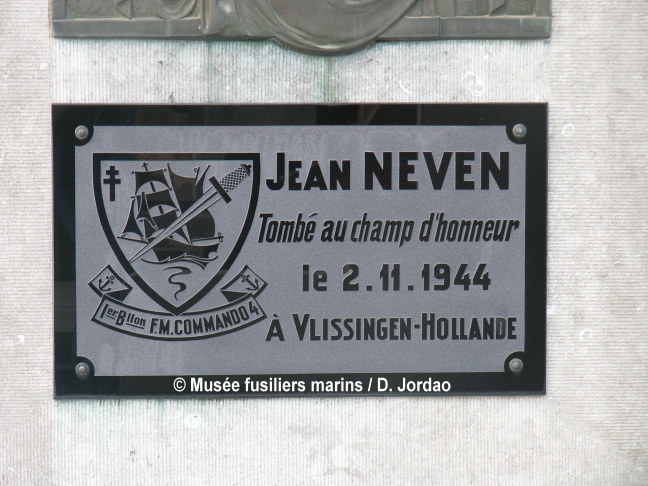 JEAN NEVEN
Tombé au champ d'honneur
le 2.11.1944
À VLISSINGEN-HOLLANDE
1er Bllon F.M. COMMANDO 4
© Musée fusiliers marins / D. Jordao